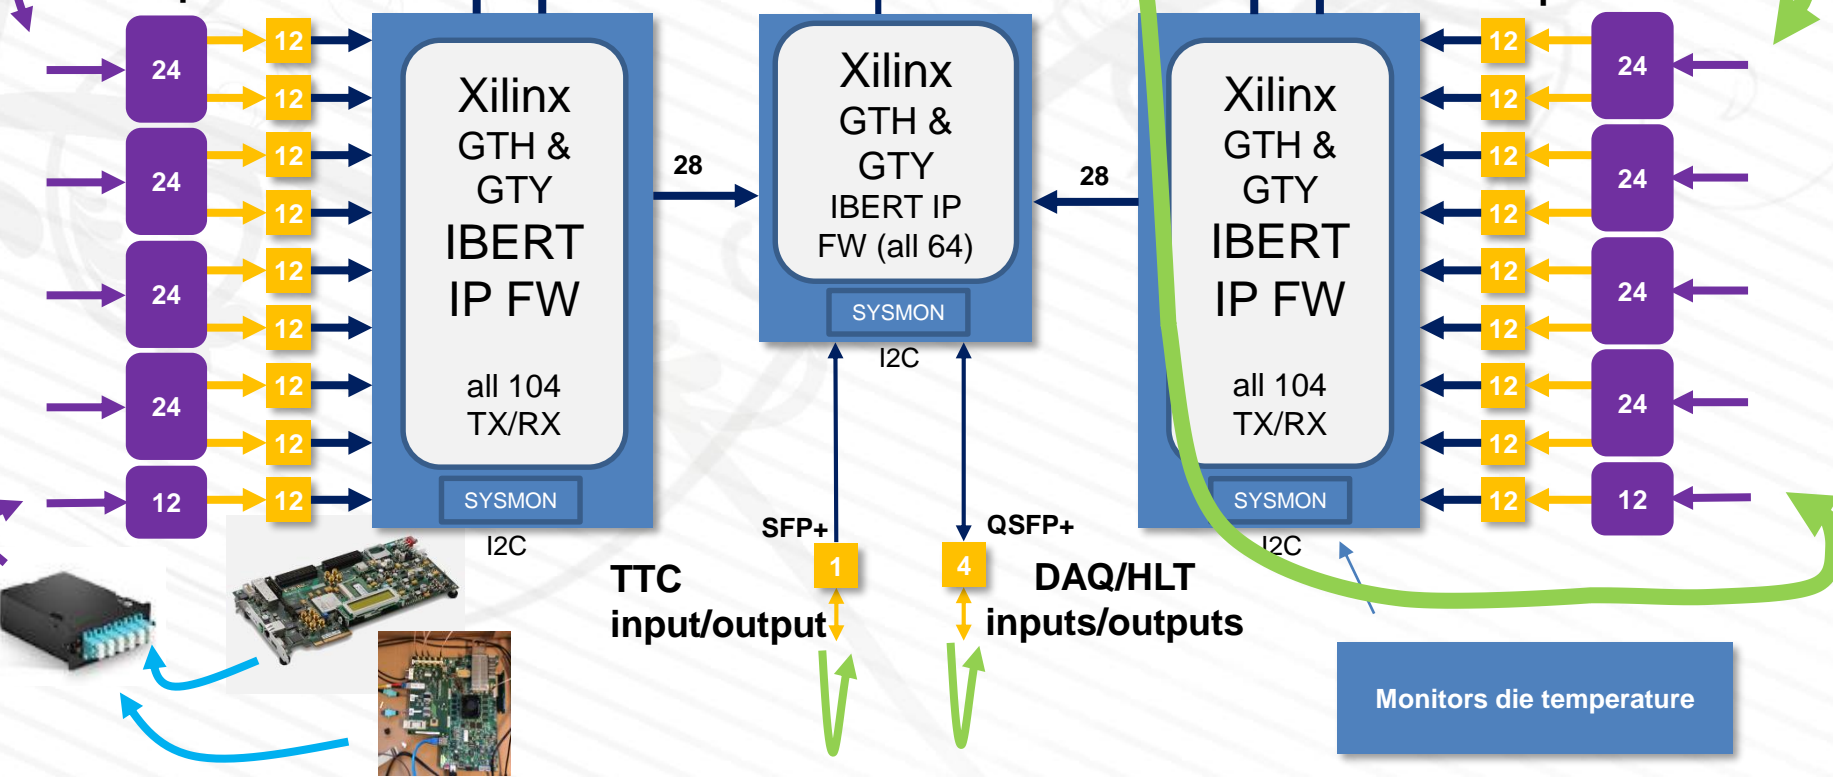 24
24
24
24
12
12
12
12
12
12
12
12
12
12
Xilinx
GTH &
GTY
IBERT
IP FW
all 104
TX/RX
SYSMON
I2C
28
Xilinx
GTH &
GTY
IBERT IP
FW (all 64)
SYSMON
I2C
28
Xilinx
GTH &
GTY
IBERT
IP FW
all 104
TX/RX
SYSMON
I2C
12
12
12
12
12
12
12
12
12
24
24
24
24
12
SFP+
1
TTC
input/output
QSFP+
4
DAQ/HLT
inputs/outputs
Monitors die temperature